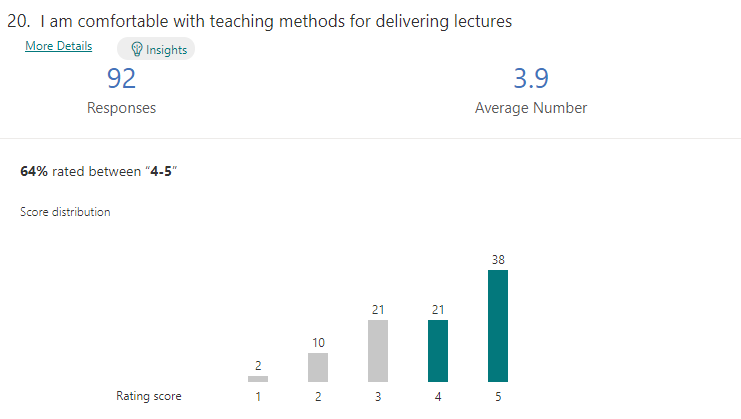 20. I am comfortable with teaching methods for delivering lectures
More Details Insights
92 3.9
Responses Average Number
64% rated between “4-5”
Score distribution
38
21 21
10
2
Rating score 1 2 3 4 5